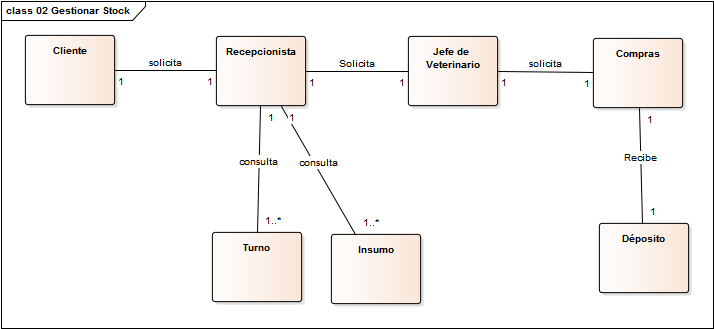 class 02 Gestionar Stock
Cliente
solicita
1
1
Recepcionista
Solicita
1
1
Jefe de
Veterinario
solicita
1
1
Compras
1
1
1
consulta
consulta
Recibe
1..*
1..*
1
Turno
Insumo
Déposito